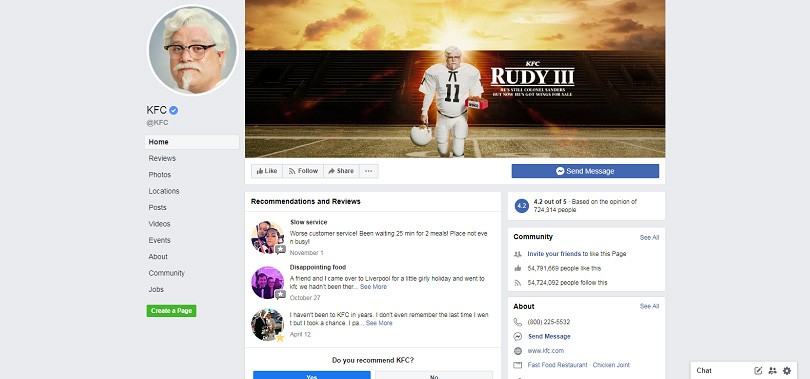 KFC
@KFC
Home
Reviews
Photos
Locations
Posts
Videos
Events
About
Community
Jobs
Create a Page
KFC
RUDY III
HE'S STILL COLONEL SANDERS
BUT NOW HE'S GOT WINGS FOR SALE
11
Like
Follow
Share
Send Message
Recommendations and Reviews
Slow service
Worse customer service! Been waiting 25 min for 2 meals! Place not eve
n busy!
November 1
Disappointing food
A friend and I came over to Liverpool for a little girly holiday and went to
kfc we hadn't been ther... See More
October 27
I haven't been to KFC in years. I don't even remember the last time I wen
t but I took a chance. I pa... See More
April 12
Do you recommend KFC?
Yes
No
4.2
4.2 out of 5 · Based on the opinion of
724,314 people
Community
See All
Invite your friends to like this Page
54,791,669 people like this
54,724,092 people follow this
About
See All
(800) 225-5532
Send Message
www.kfc.com
Fast Food Restaurant · Chicken Joint
Chat